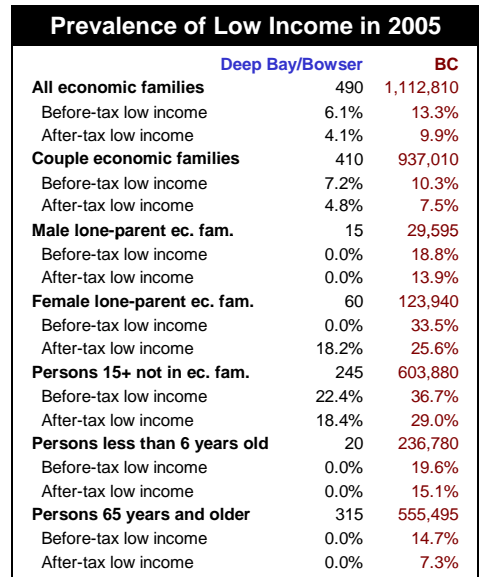 Prevalence of Low Income in 2005
Deep Bay/Bowser BC
All economic families 490 1,112,810
Before-tax low income 6.1% 13.3%
After-tax low income 4.1% 9.9%
Couple economic families 410 937,010
Before-tax low income 7.2% 10.3%
After-tax low income 4.8% 7.5%
Male lone-parent ec. fam. 15 29,595
Before-tax low income 0.0% 18.8%
After-tax low income 0.0% 13.9%
Female lone-parent ec. fam. 60 123,940
Before-tax low income 0.0% 33.5%
After-tax low income 18.2% 25.6%
Persons 15+ not in ec. fam. 245 603,880
Before-tax low income 22.4% 36.7%
After-tax low income 18.4% 29.0%
Persons less than 6 years old 20 236,780
Before-tax low income 0.0% 19.6%
After-tax low income 0.0% 15.1%
Persons 65 years and older 315 555,495
Before-tax low income 0.0% 14.7%
After-tax low income 0.0% 7.3%